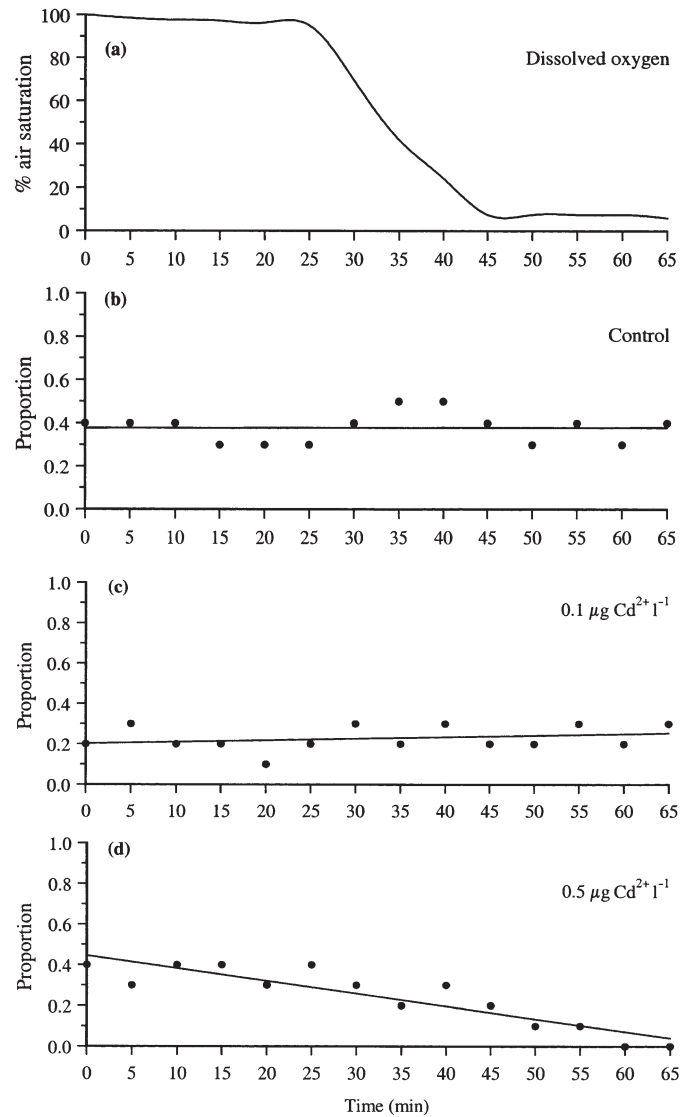 100
80
60
40
20
0
% air saturation
(a)
Dissolved oxygen
0 5 10 15 20 25 30 35 40 45 50 55 60 65
1.0
0.8
0.6
0.4
0.2
0.0
Proportion
(b)
Control
0 5 10 15 20 25 30 35 40 45 50 55 60 65
1.0
0.8
0.6
0.4
0.2
0.0
Proportion
(c)
0.1 μg Cd²⁺ l⁻¹
0 5 10 15 20 25 30 35 40 45 50 55 60 65
1.0
0.8
0.6
0.4
0.2
0.0
Proportion
(d)
0.5 μg Cd²⁺ l⁻¹
0 5 10 15 20 25 30 35 40 45 50 55 60 65
Time (min)